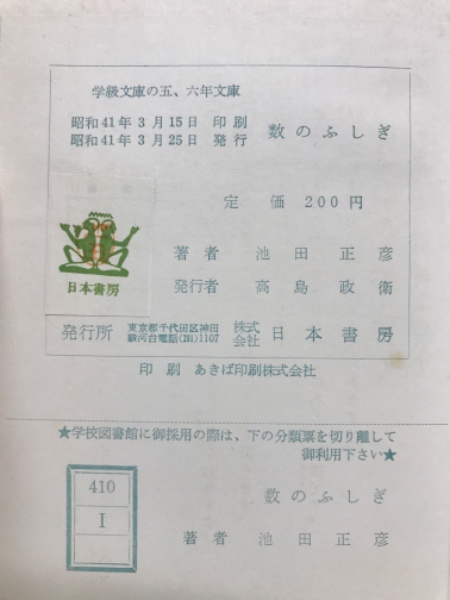 学級文庫の五、六年文庫
昭和41年 3月15日 印刷
昭和41年 3月25日 発行
数のふしぎ
定価 200円
日本書房
著者 池田正彦
発行者 高島政衛
発行所 東京都千代田区神田
駿河台電話(291)1107
株式
会社 日本書房
印刷 あきば印刷株式会社
★学校図書館に御採用の際は、下の分類票を切り離して
御利用下さい★
410
I
数のふしぎ
著者 池田正彦